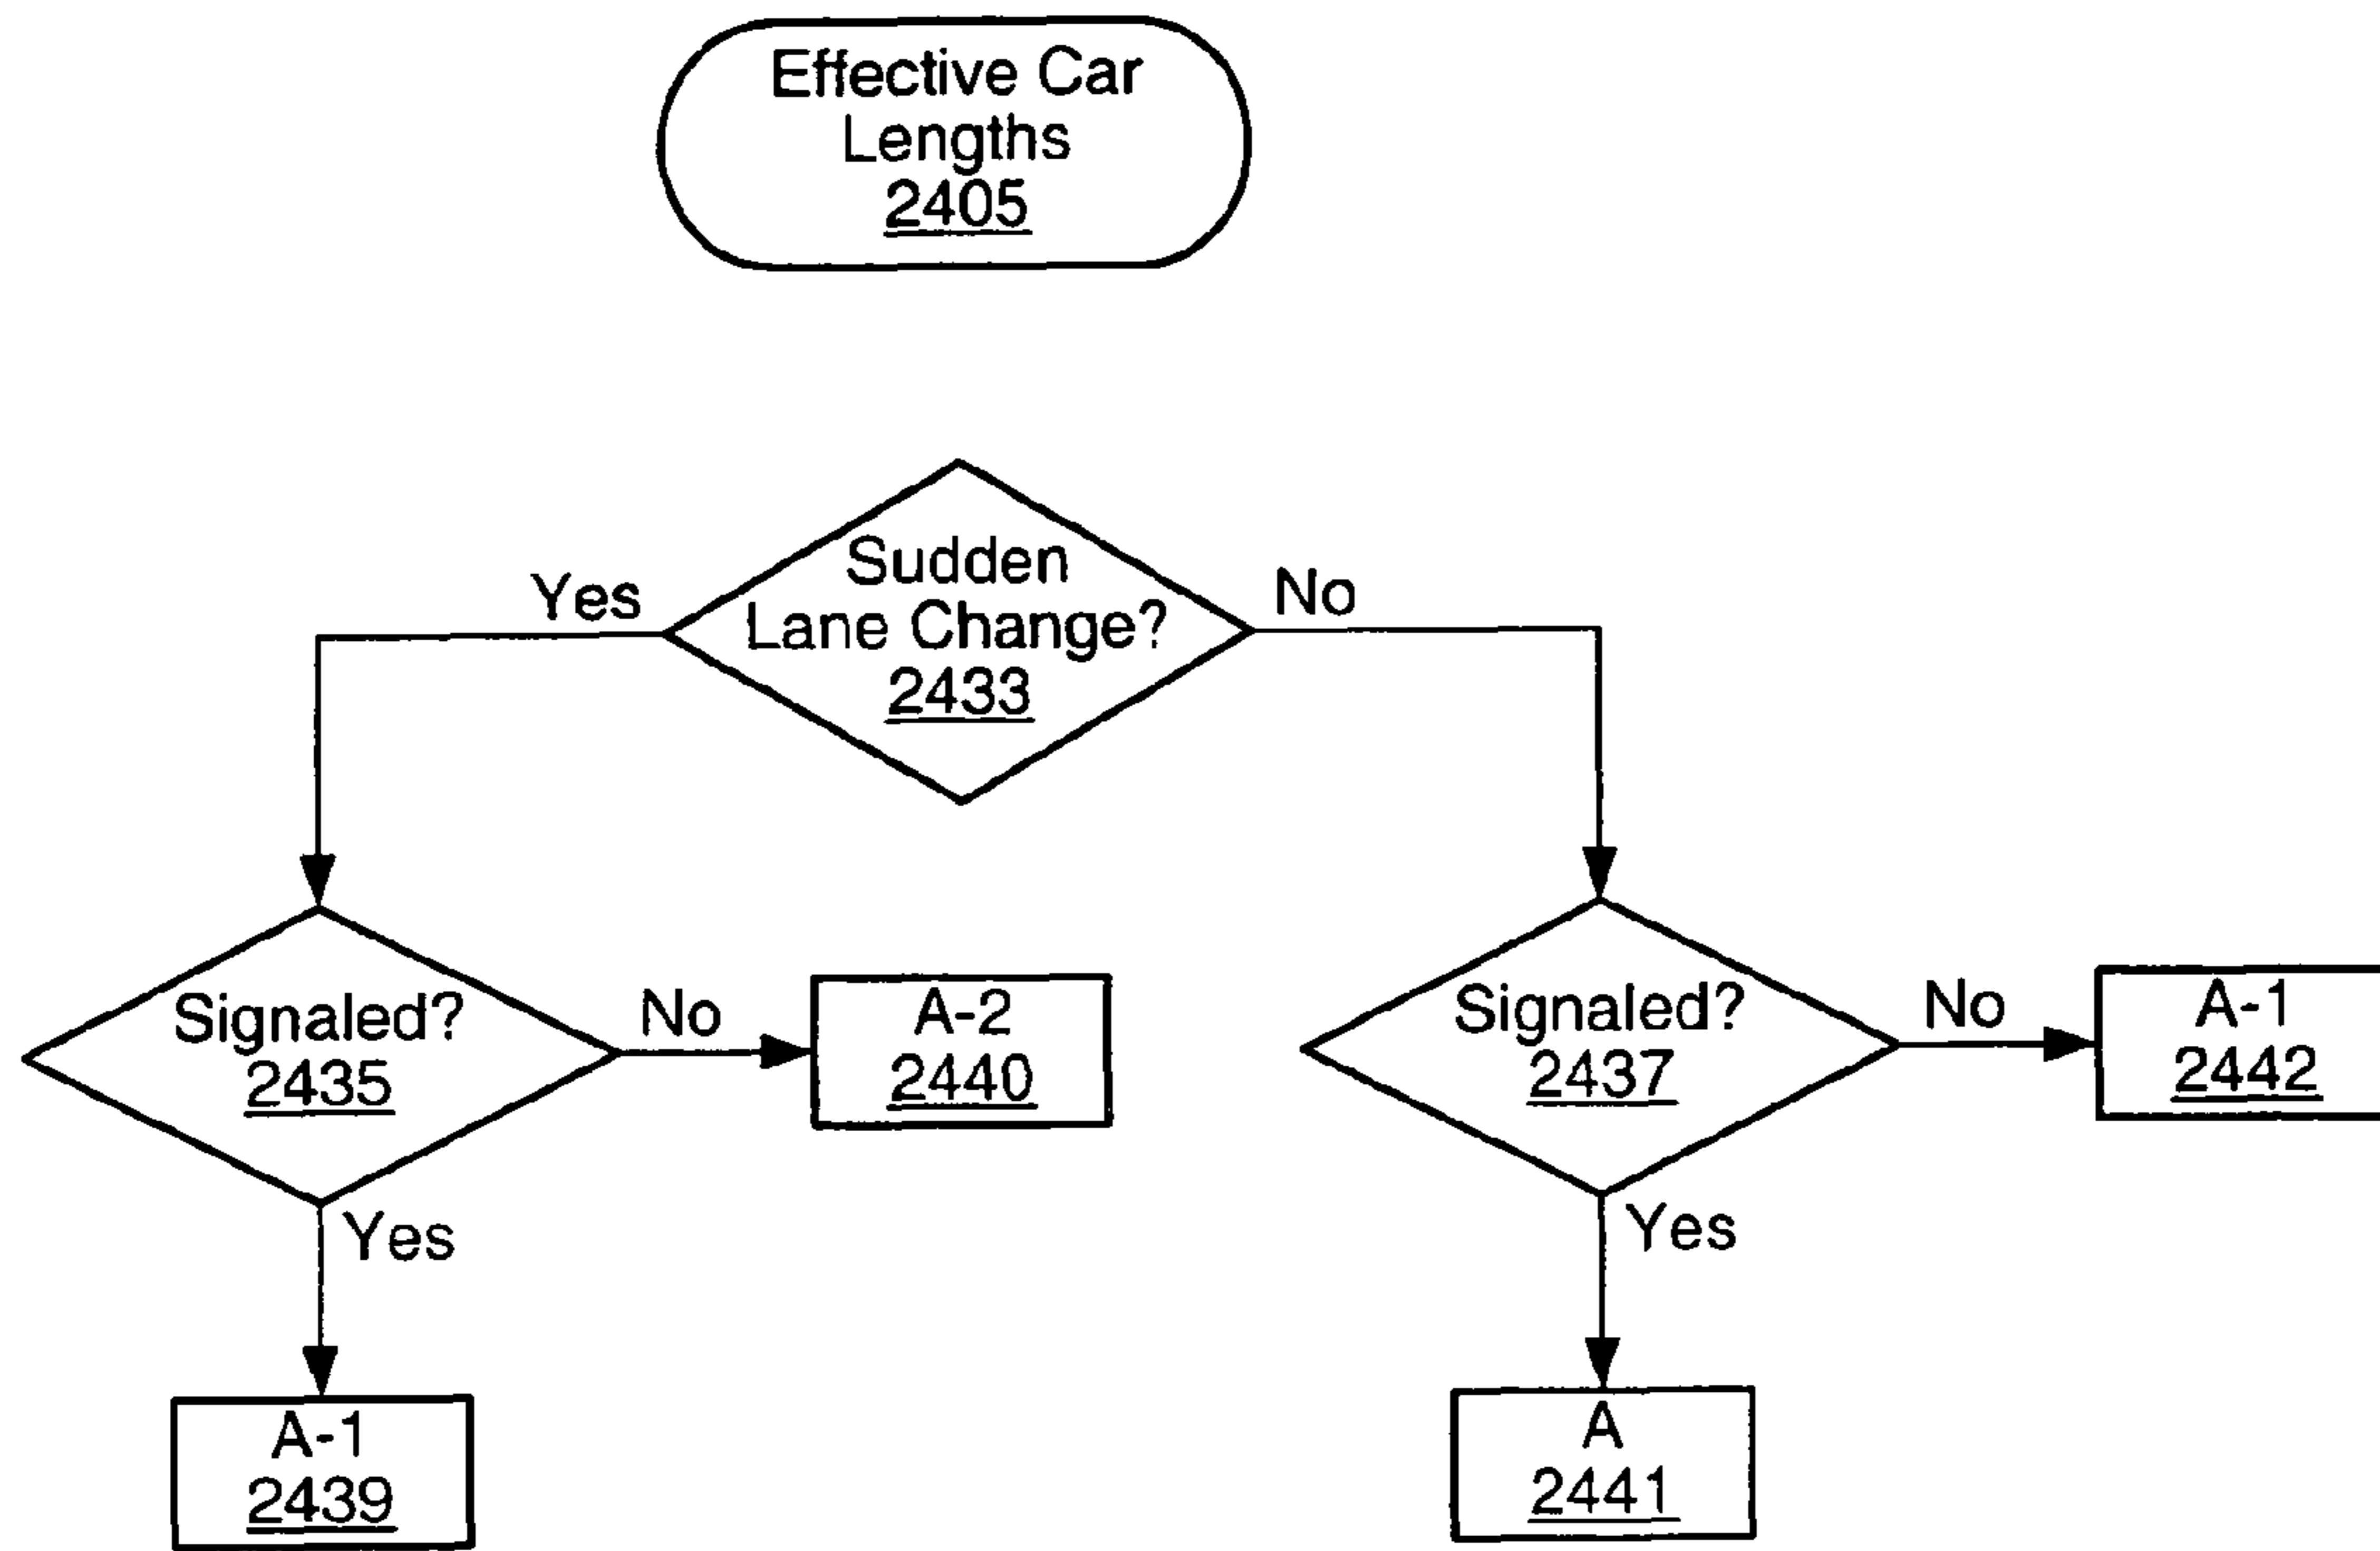 Effective Car
Lengths
2405
Sudden
Lane Change?
2433
Yes
No
Signaled?
2435
No
A-2
2440
Signaled?
2437
No
A-1
2442
Yes
Yes
A-1
2439
A
2441